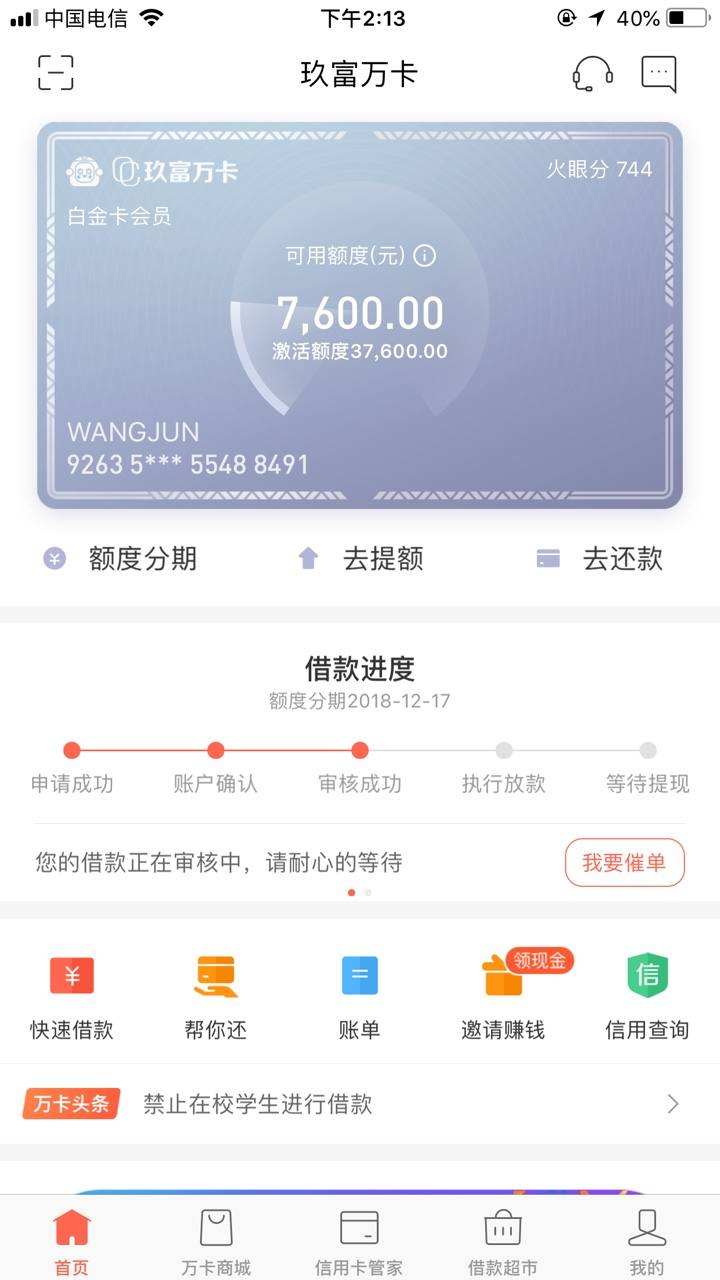 中国电信 下午2:13 40%
玖富万卡
玖富万卡 火眼分 744
白金卡会员
可用额度(元)
7,600.00
激活额度37,600.00
WANGJUN
9263 5*** 5548 8491
额度分期 去提额 去还款
借款进度
额度分期2018-12-17
申请成功 账户确认 审核成功 执行放款 等待提现
您的借款正在审核中，请耐心的等待 我要催单
领现金
快速借款 帮你还 账单 邀请赚钱 信用查询
万卡头条 禁止在校学生进行借款
首页 万卡商城 信用卡管家 借款超市 我的